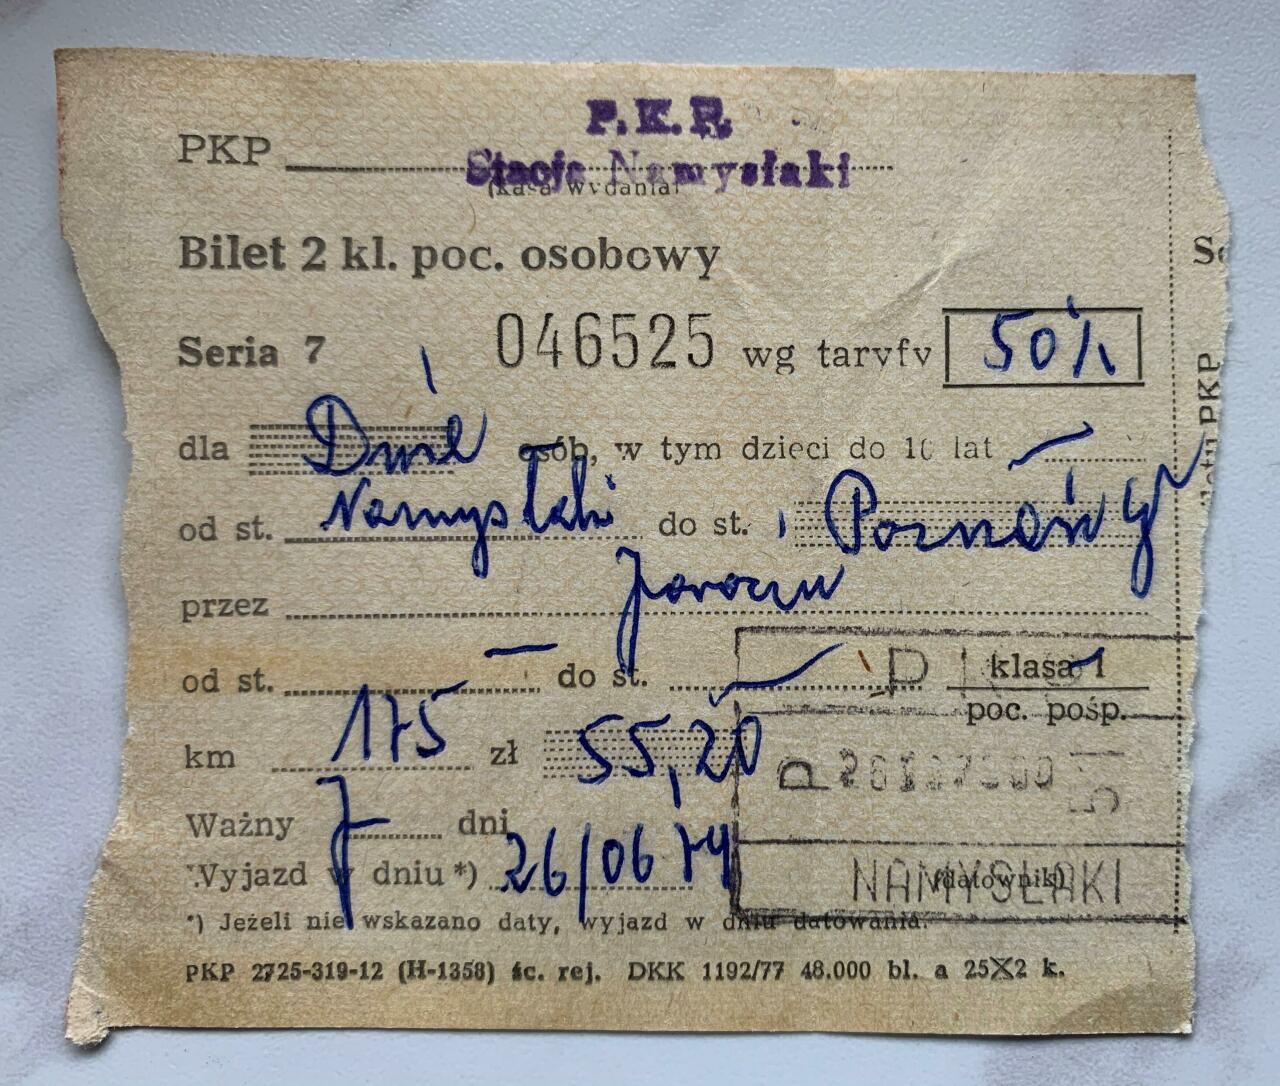 P.K.P.
PKP Stacja Namysłaki
(kasa wydania)
Bilet 2 kl. poc. osobowy
Seria 7 046525 wg taryfy 50%
dla Dwie osób, w tym dzieci do 10 lat —
od st. Namysłaki do st. Poznań Gł
przez Jarocin
od st. — do st. — klasa 1
poc. pośp.
km 175 zł 55,20
Ważny 7 dni
Wyjazd w dniu *) 26/06 79
NAMYSŁAKI
(datownik)
*) Jeżeli nie wskazano daty, wyjazd w dniu datowania.
PKP 2725-319-12 (H-1358) śc. rej. DKK 1192/77 48.000 bl. a 25X2 k.